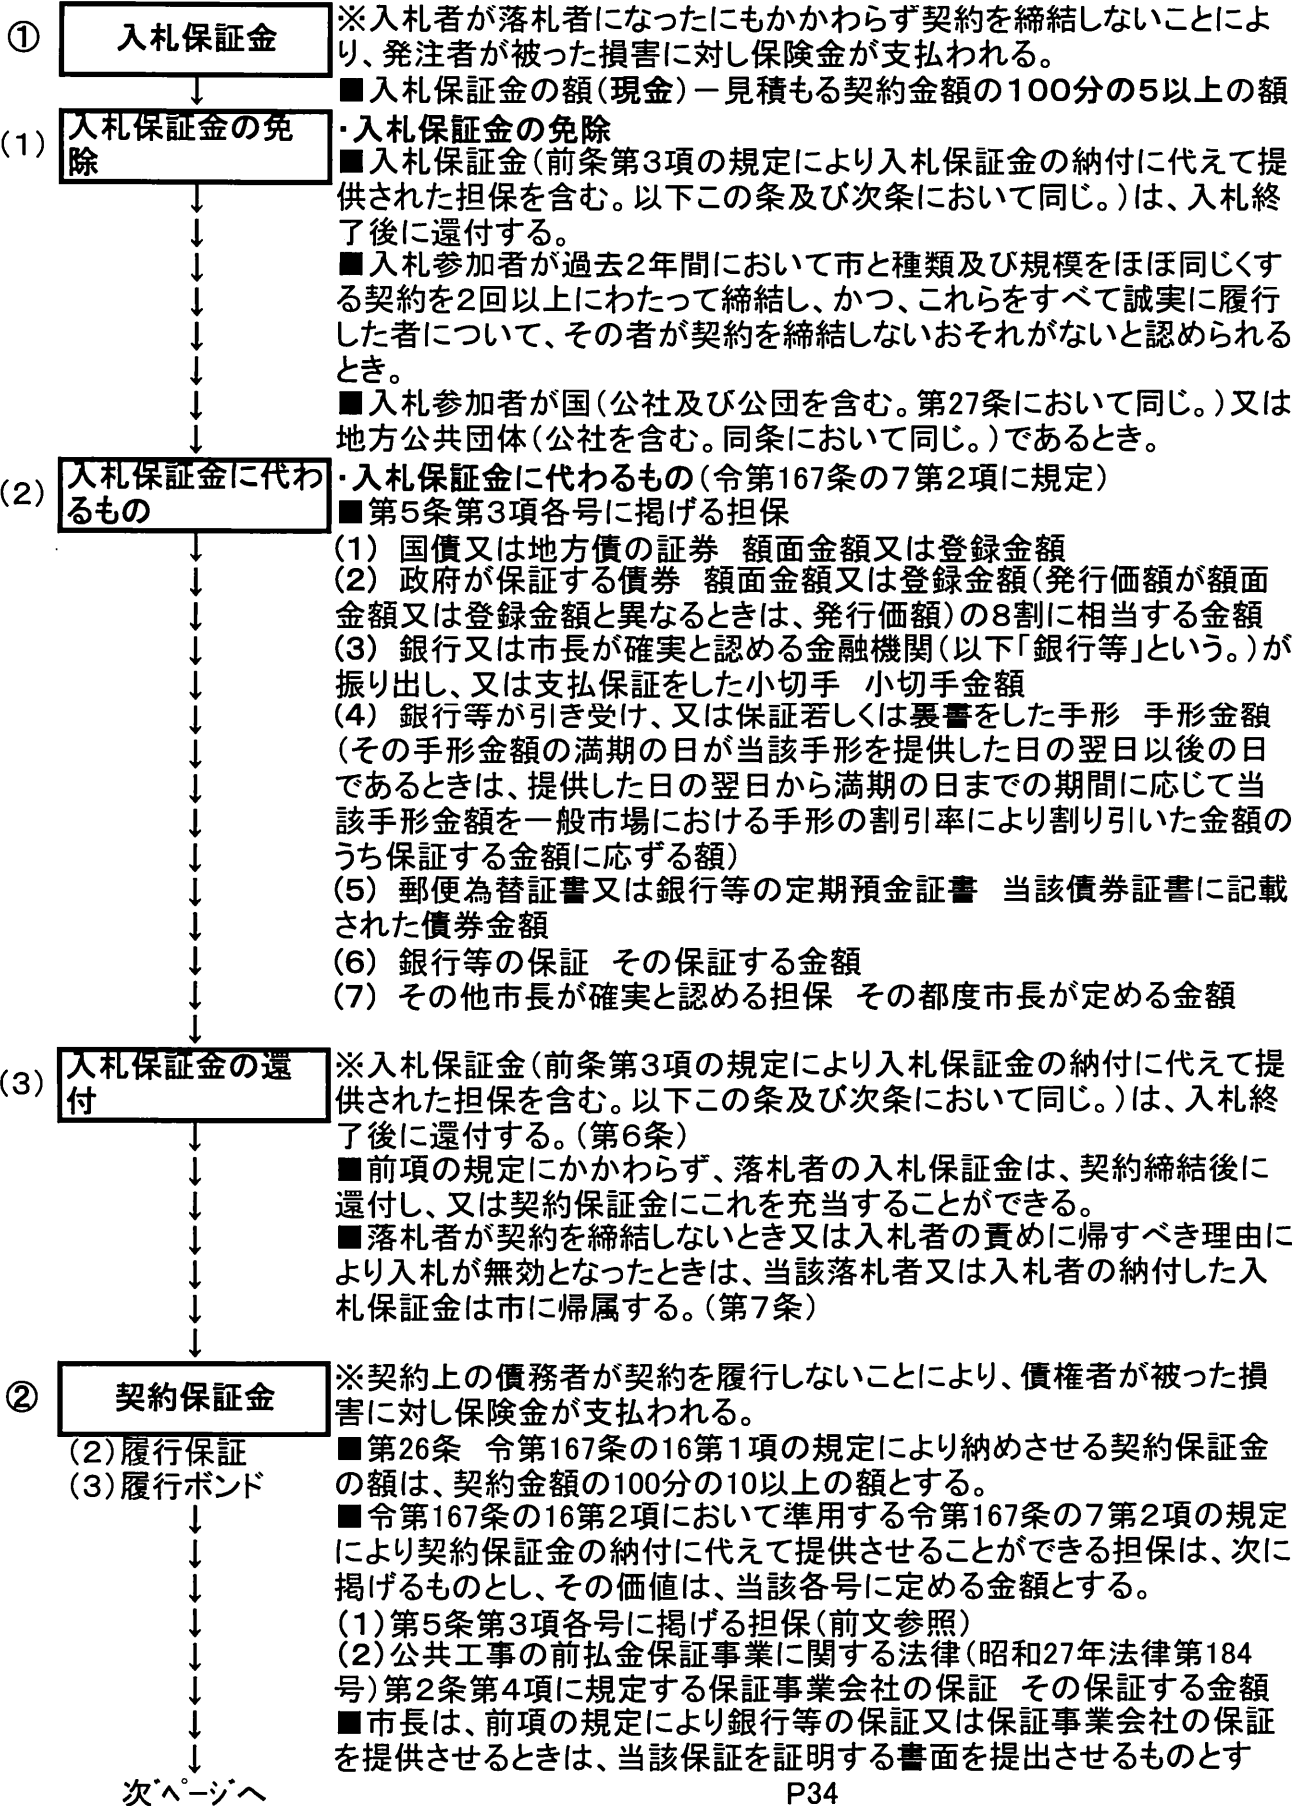 ① 入札保証金
※入札者が落札者になったにもかかわらず契約を締結しないことによ
り、発注者が被った損害に対し保険金が支払われる。
↓
■入札保証金の額(現金)－見積もる契約金額の100分の5以上の額
(1) 入札保証金の免
除
・入札保証金の免除
■入札保証金(前条第3項の規定により入札保証金の納付に代えて提
供された担保を含む。以下この条及び次条において同じ。)は、入札終
了後に還付する。
■入札参加者が過去2年間において市と種類及び規模をほぼ同じくす
る契約を2回以上にわたって締結し、かつ、これらをすべて誠実に履行
した者について、その者が契約を締結しないおそれがないと認められる
とき。
■入札参加者が国(公社及び公団を含む。第27条において同じ。)又は
地方公共団体(公社を含む。同条において同じ。)であるとき。
(2) 入札保証金に代わ
るもの
・入札保証金に代わるもの(令第167条の7第2項に規定)
■第5条第3項各号に掲げる担保
(1) 国債又は地方債の証券 額面金額又は登録金額
(2) 政府が保証する債券 額面金額又は登録金額(発行価額が額面
金額又は登録金額と異なるときは、発行価額)の8割に相当する金額
(3) 銀行又は市長が確実と認める金融機関(以下「銀行等」という。)が
振り出し、又は支払保証をした小切手 小切手金額
(4) 銀行等が引き受け、又は保証若しくは裏書をした手形 手形金額
(その手形金額の満期の日が当該手形を提供した日の翌日以後の日
であるときは、提供した日の翌日から満期の日までの期間に応じて当
該手形金額を一般市場における手形の割引率により割り引いた金額の
うち保証する金額に応ずる額)
(5) 郵便為替証書又は銀行等の定期預金証書 当該債券証書に記載
された債券金額
(6) 銀行等の保証 その保証する金額
(7) その他市長が確実と認める担保 その都度市長が定める金額
(3) 入札保証金の還
付
※入札保証金(前条第3項の規定により入札保証金の納付に代えて提
供された担保を含む。以下この条及び次条において同じ。)は、入札終
了後に還付する。(第6条)
■前項の規定にかかわらず、落札者の入札保証金は、契約締結後に
還付し、又は契約保証金にこれを充当することができる。
■落札者が契約を締結しないとき又は入札者の責めに帰すべき理由に
より入札が無効となったときは、当該落札者又は入札者の納付した入
札保証金は市に帰属する。(第7条)
② 契約保証金
(2)履行保証
(3)履行ボンド
※契約上の債務者が契約を履行しないことにより、債権者が被った損
害に対し保険金が支払われる。
■第26条 令第167条の16第1項の規定により納めさせる契約保証金
の額は、契約金額の100分の10以上の額とする。
■令第167条の16第2項において準用する令第167条の7第2項の規定
により契約保証金の納付に代えて提供させることができる担保は、次に
掲げるものとし、その価値は、当該各号に定める金額とする。
(1)第5条第3項各号に掲げる担保(前文参照)
(2)公共工事の前払金保証事業に関する法律(昭和27年法律第184
号)第2条第4項に規定する保証事業会社の保証 その保証する金額
■市長は、前項の規定により銀行等の保証又は保証事業会社の保証
を提供させるときは、当該保証を証明する書面を提出させるものとす
次ﾍﾟｰｼﾞへ
P34